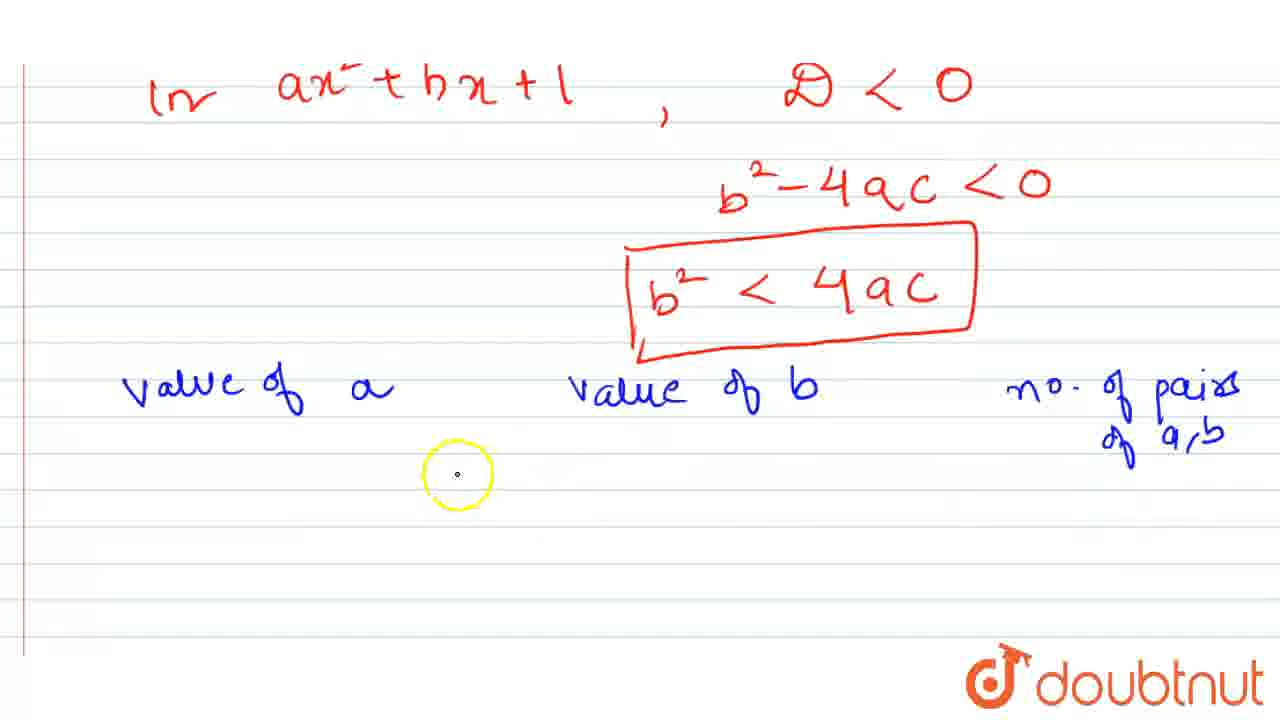 In ax² + bx + 1 , D < 0
b² - 4ac < 0
b² < 4ac
value of a value of b no. of pairs
of a, b
doubtnut